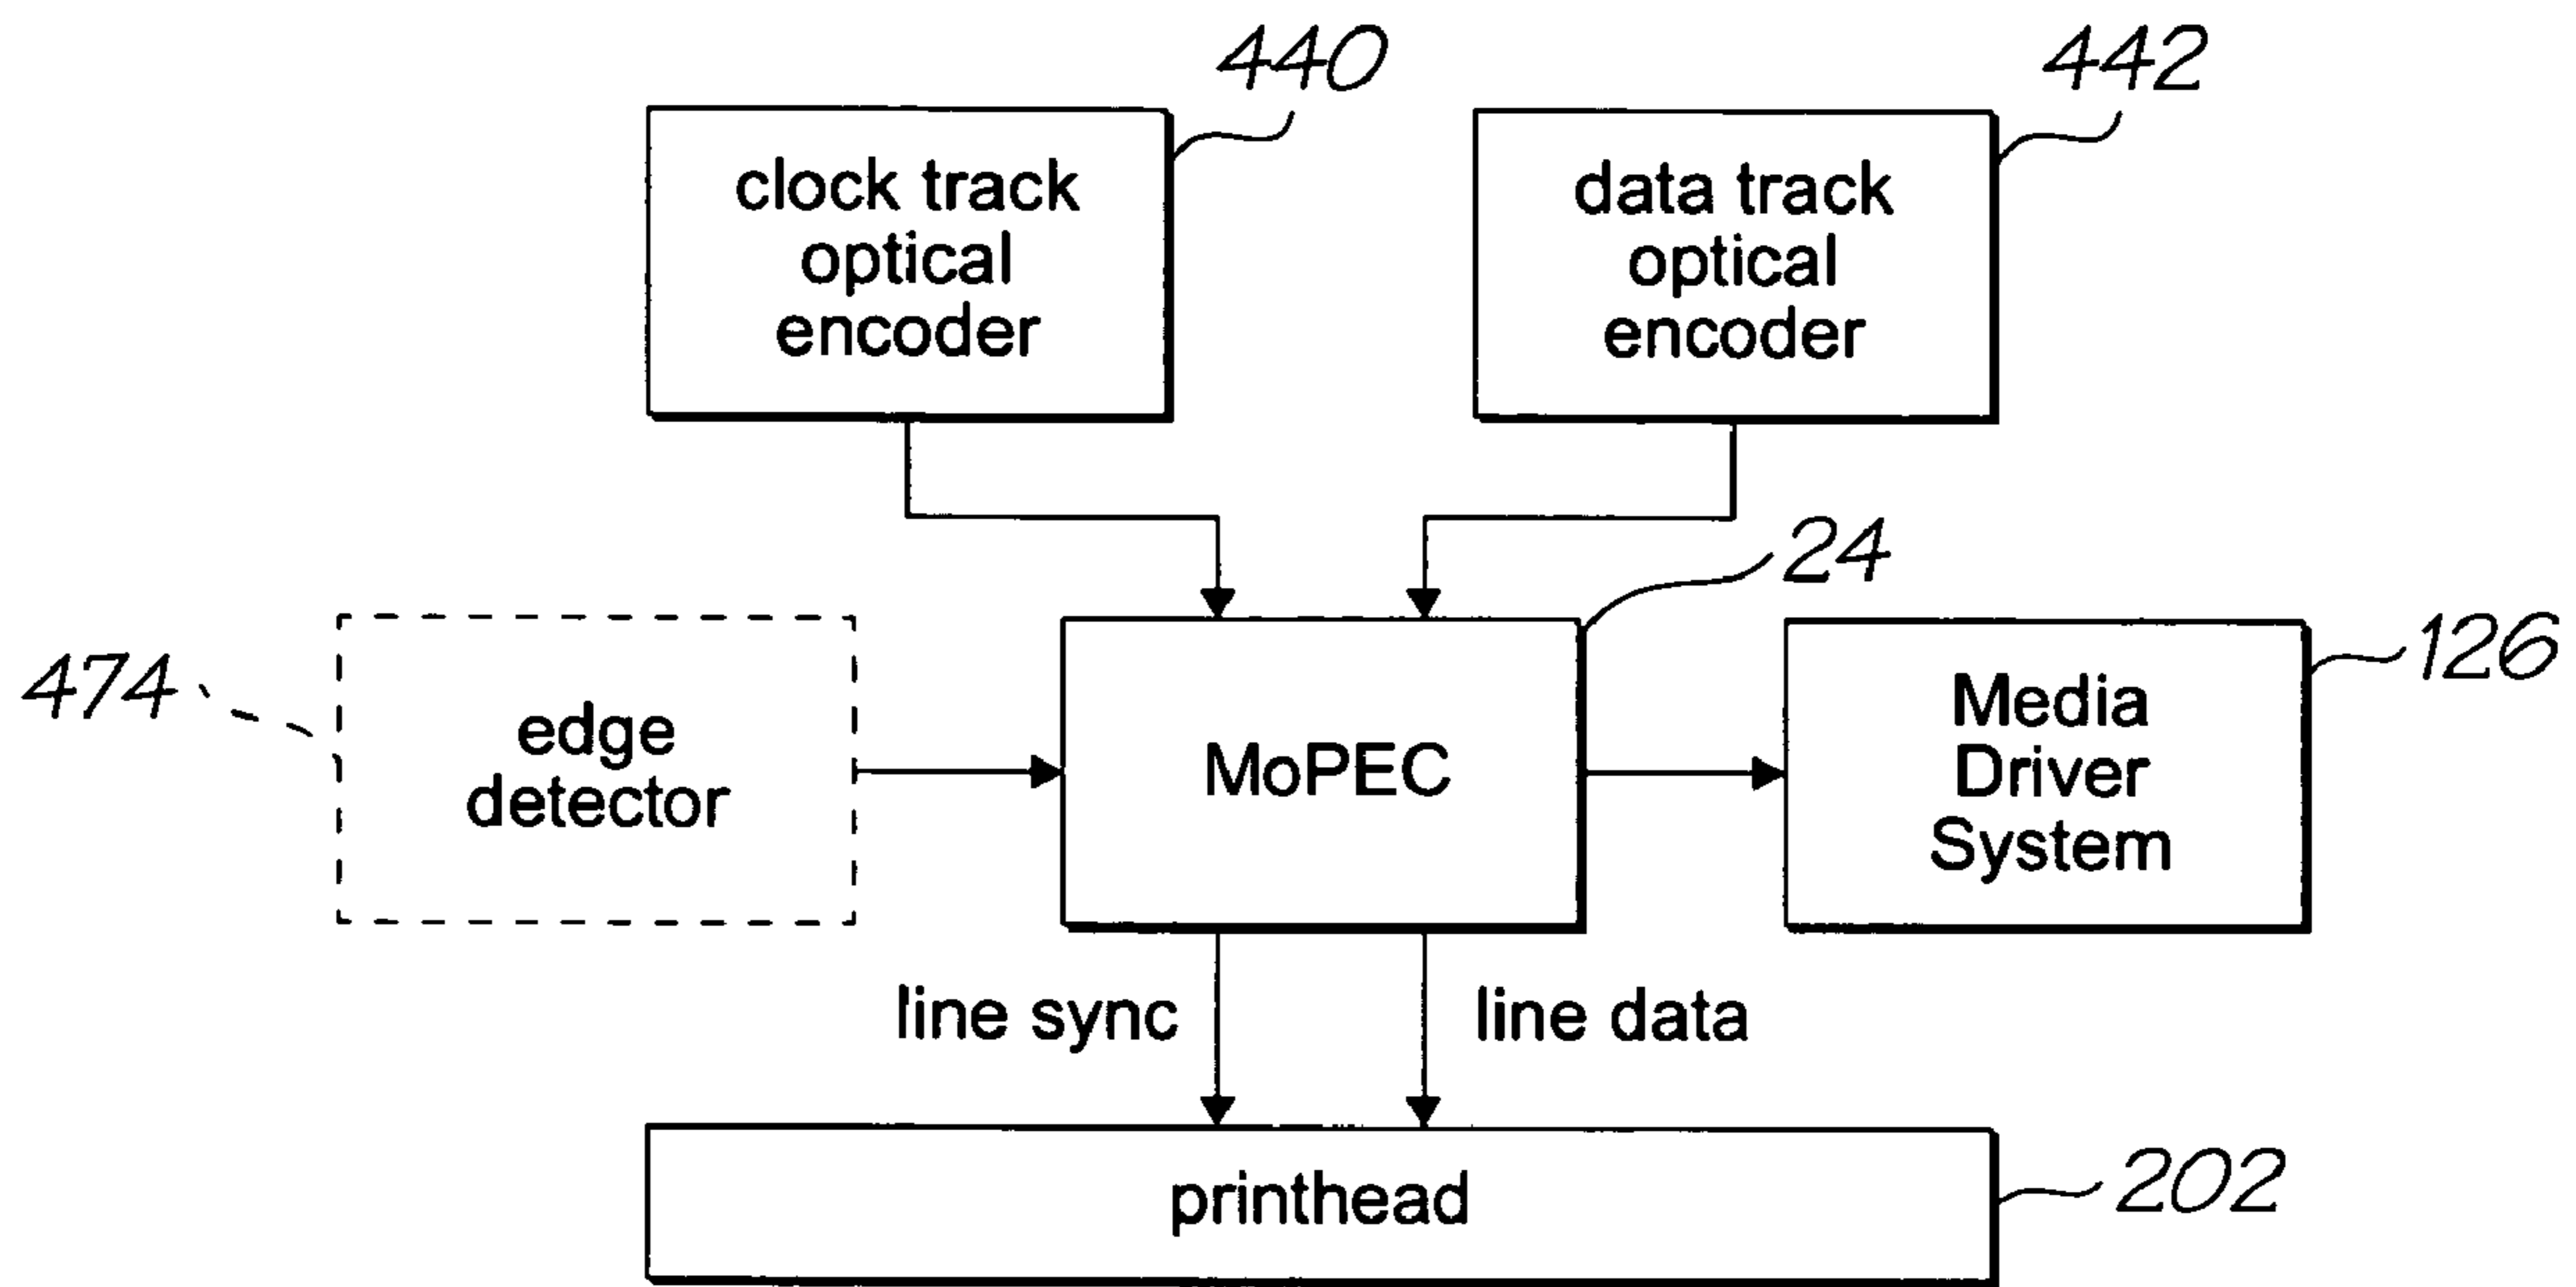 440
442
clock track
optical
encoder
data track
optical
encoder
24
474
edge
detector
MoPEC
Media
Driver
System
126
line sync
line data
printhead
202